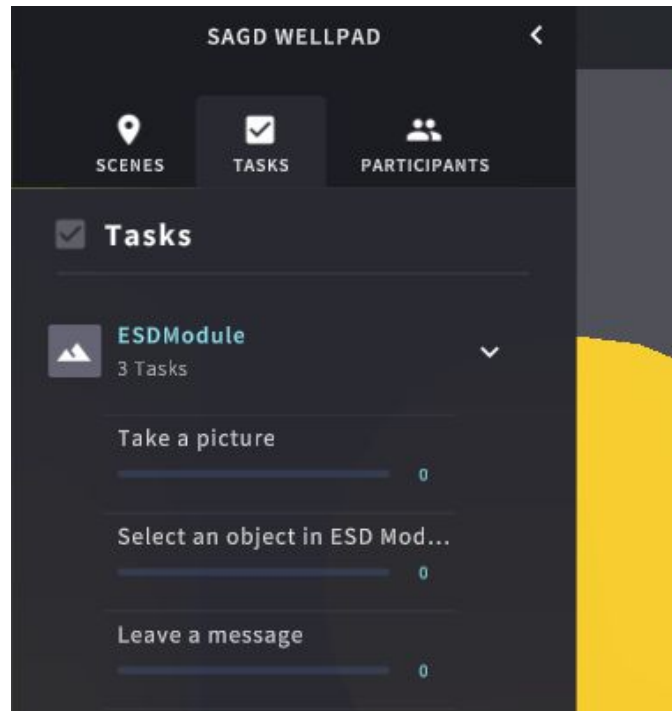 SAGD WELLPAD
SCENES
TASKS
PARTICIPANTS
Tasks
ESDModule
3 Tasks
Take a picture
0
Select an object in ESD Mod...
0
Leave a message
0